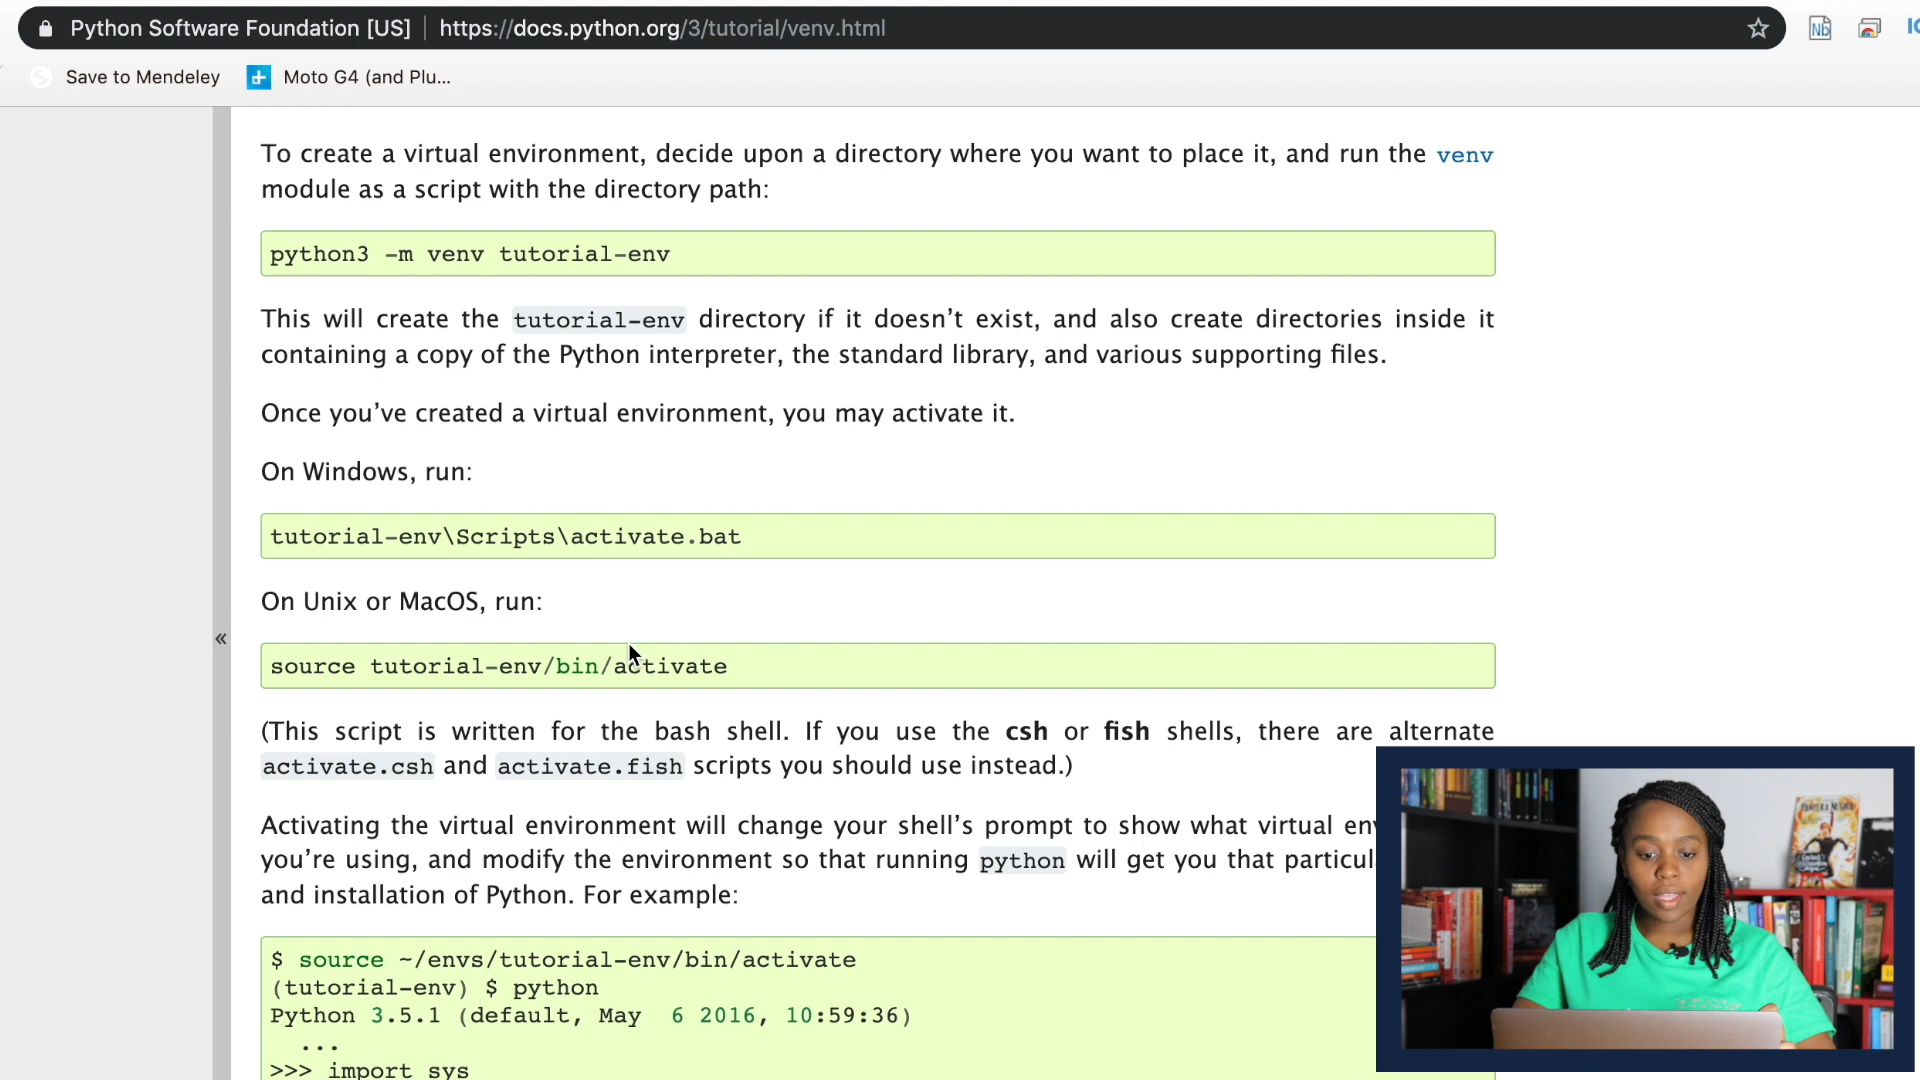 Python Software Foundation [US] https://docs.python.org/3/tutorial/venv.html
Save to Mendeley Moto G4 (and Plu...
To create a virtual environment, decide upon a directory where you want to place it, and run the venv
module as a script with the directory path:
python3 -m venv tutorial-env
This will create the tutorial-env directory if it doesn’t exist, and also create directories inside it
containing a copy of the Python interpreter, the standard library, and various supporting files.
Once you’ve created a virtual environment, you may activate it.
On Windows, run:
tutorial-env\Scripts\activate.bat
On Unix or MacOS, run:
«
source tutorial-env/bin/activate
(This script is written for the bash shell. If you use the csh or fish shells, there are alternate
activate.csh and activate.fish scripts you should use instead.)
Activating the virtual environment will change your shell’s prompt to show what virtual en
you’re using, and modify the environment so that running python will get you that particul
and installation of Python. For example:
$ source ~/envs/tutorial-env/bin/activate
(tutorial-env) $ python
Python 3.5.1 (default, May 6 2016, 10:59:36)
...
>>> import sys
PANTERA NEGRA